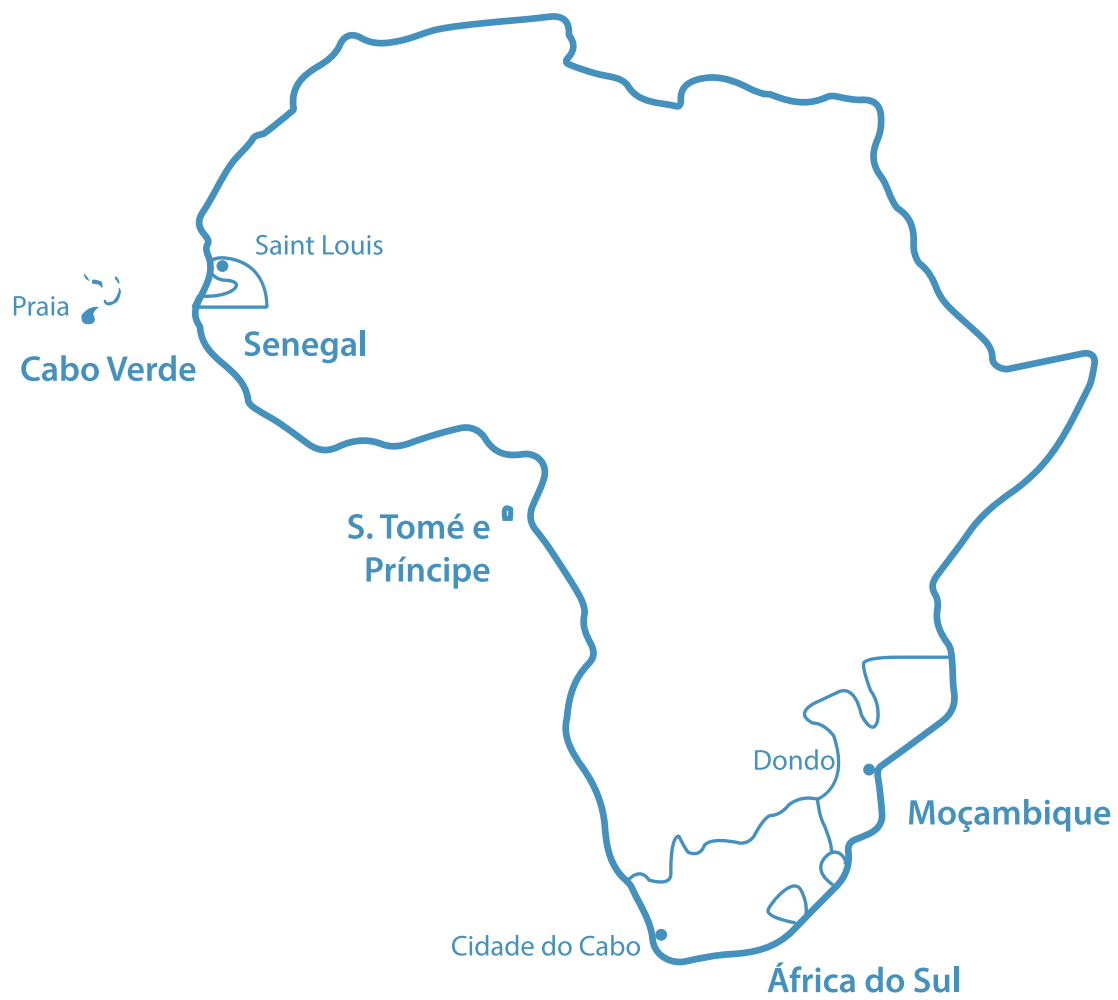 Saint Louis
Praia
Senegal
Cabo Verde
S. Tomé e
Príncipe
Dondo
Moçambique
Cidade do Cabo
África do Sul